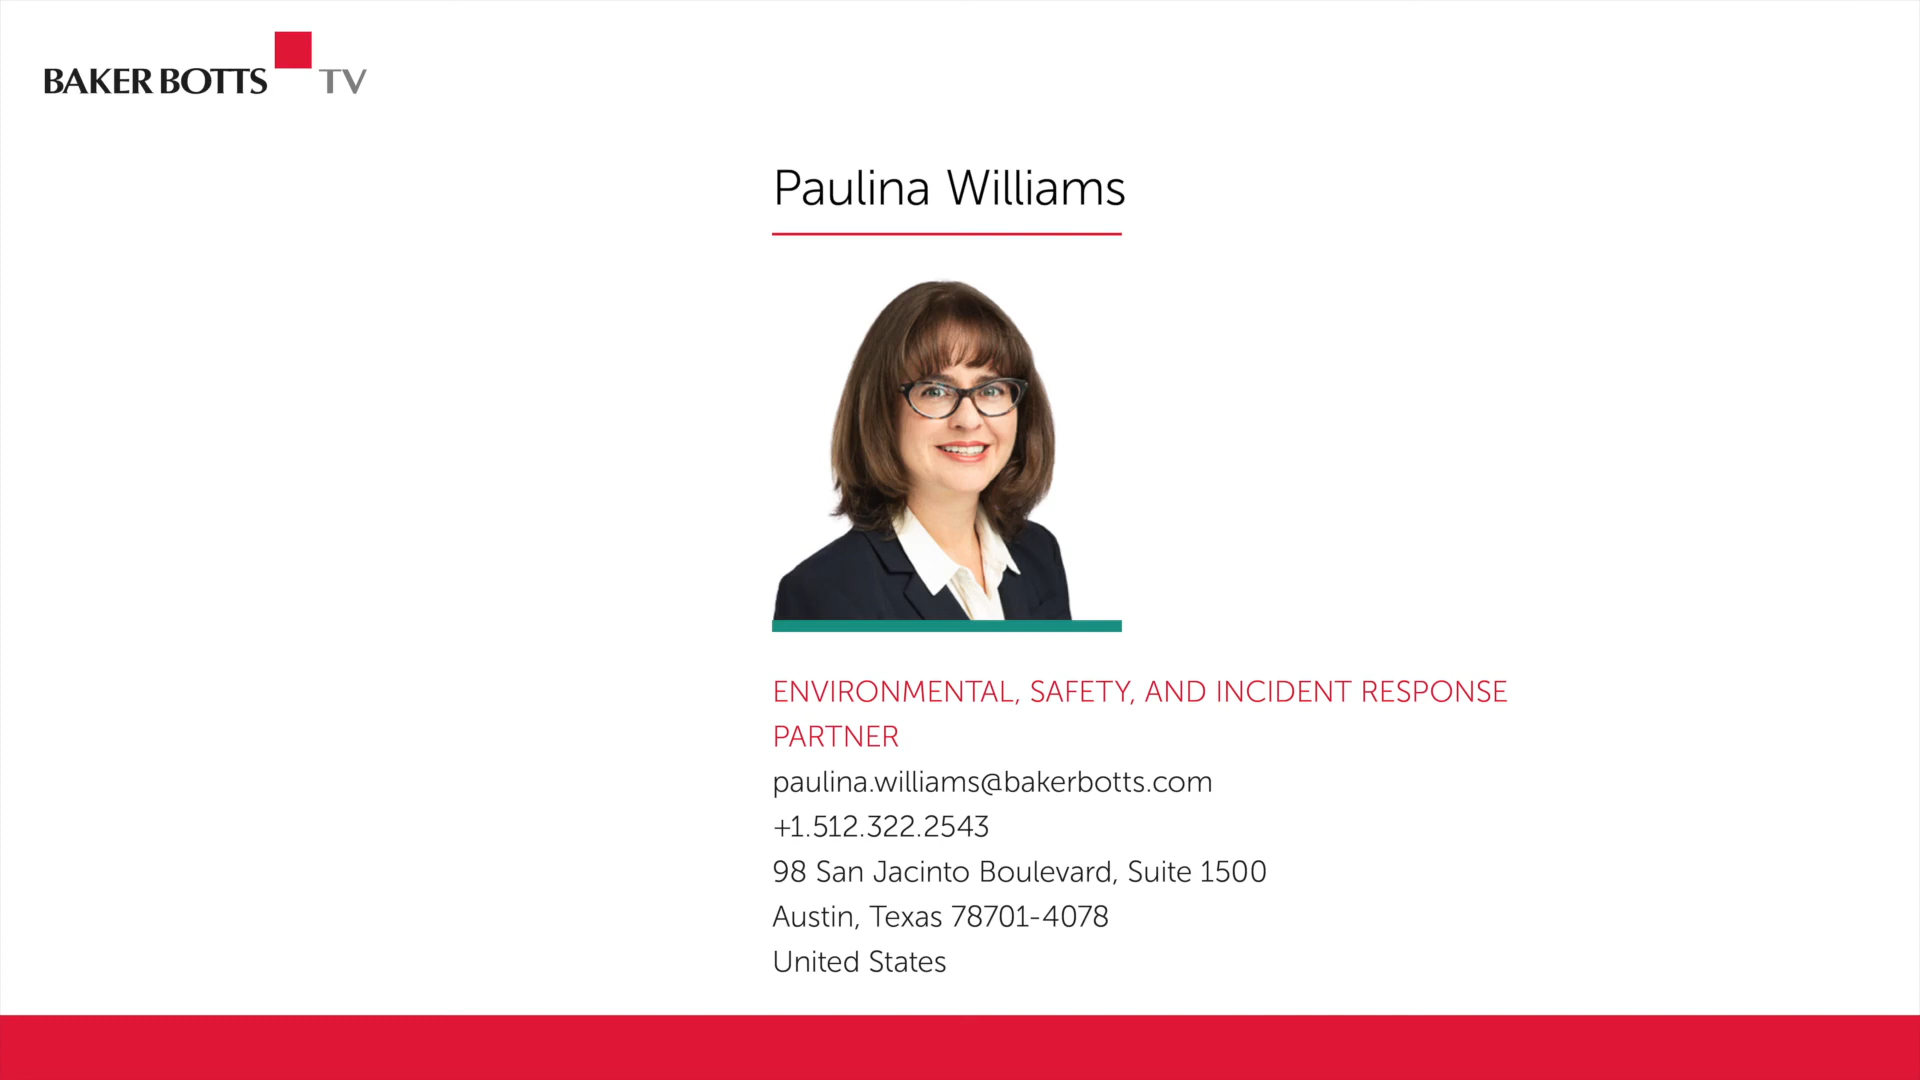 BAKER BOTTS TV
Paulina Williams
ENVIRONMENTAL, SAFETY, AND INCIDENT RESPONSE
PARTNER
paulina.williams@bakerbotts.com
+1.512.322.2543
98 San Jacinto Boulevard, Suite 1500
Austin, Texas 78701-4078
United States